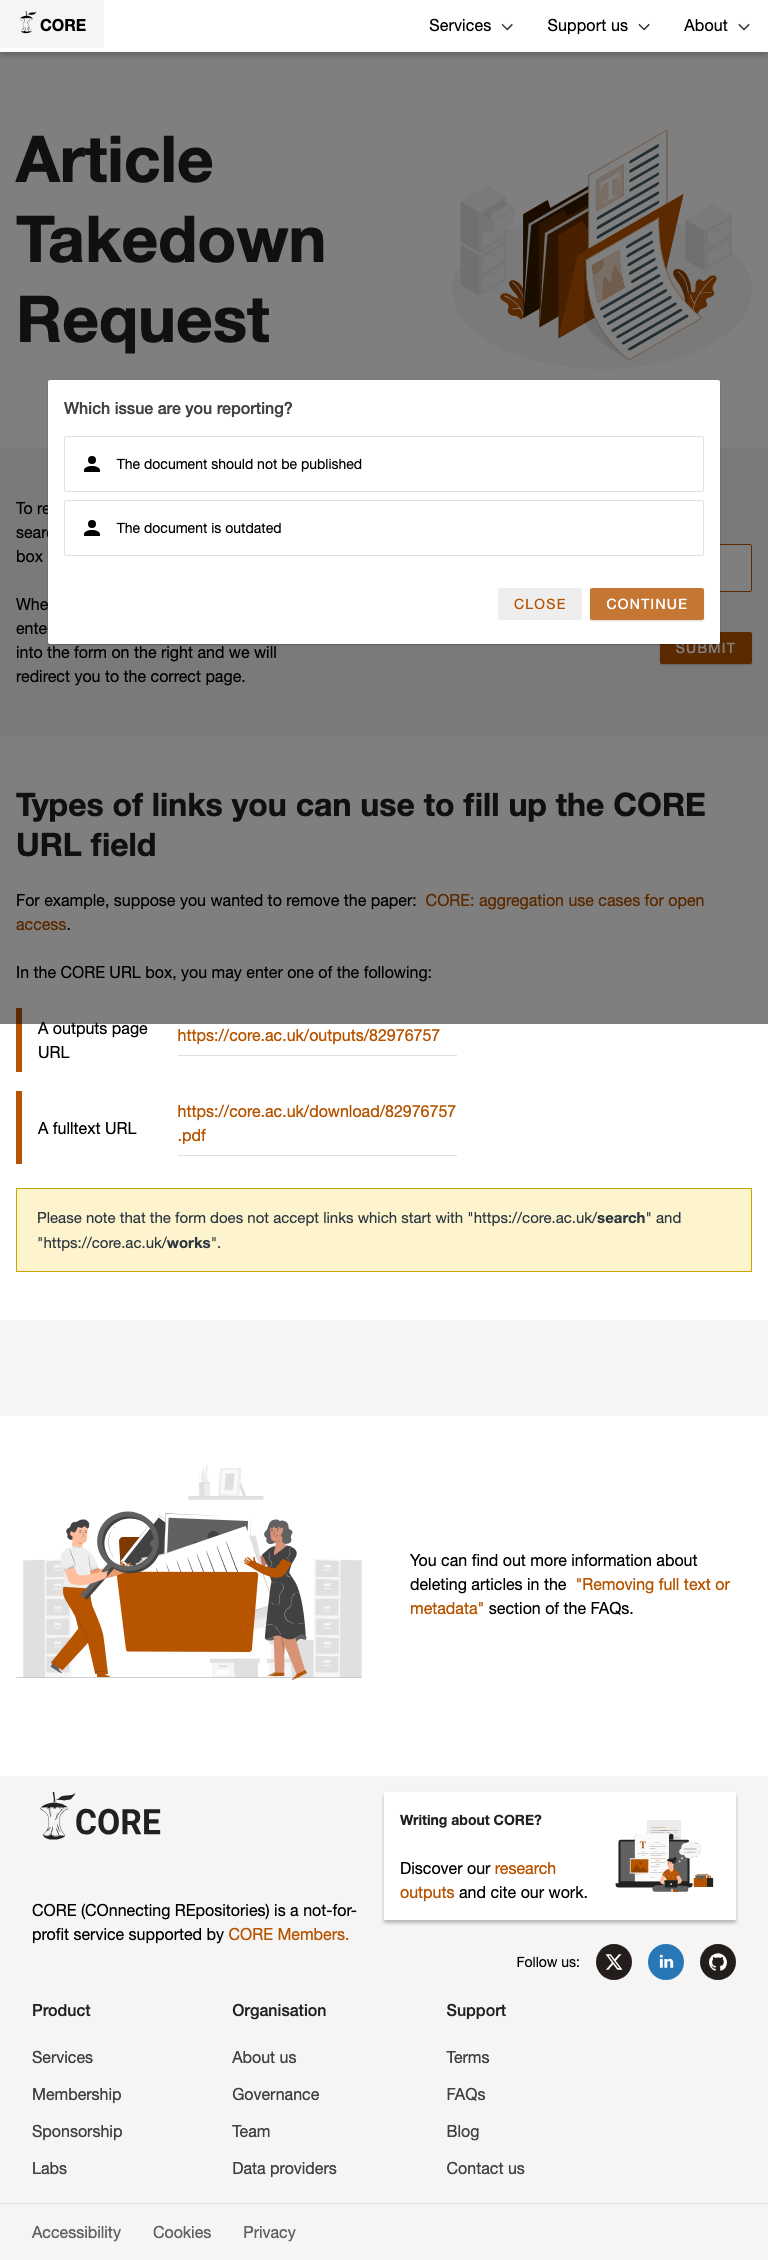 CORE
Services
Support us
About
Article
Takedown
Request
Which issue are you reporting?
The document should not be published
The document is outdated
CLOSE
CONTINUE
To
box
into the form on the right and we will
redirect you to the correct page.
SUBMIT
Types of links you can use to fill up the CORE
URL field
For example, suppose you wanted to remove the paper: CORE: aggregation use cases for open
access.
In the CORE URL box, you may enter one of the following:
A outputs page
URL
https://core.ac.uk/outputs/82976757
A fulltext URL
https://core.ac.uk/download/82976757
.pdf
Please note that the form does not accept links which start with "https://core.ac.uk/search" and
"https://core.ac.uk/works".
You can find out more information about
deleting articles in the "Removing full text or
metadata" section of the FAQs.
CORE
Writing about CORE?
Discover our research
outputs and cite our work.
CORE (COnnecting REpositories) is a not-for-
profit service supported by CORE Members.
Follow us:
Product
Services
Membership
Sponsorship
Labs
Organisation
About us
Governance
Team
Data providers
Support
Terms
FAQs
Blog
Contact us
Accessibility
Cookies
Privacy